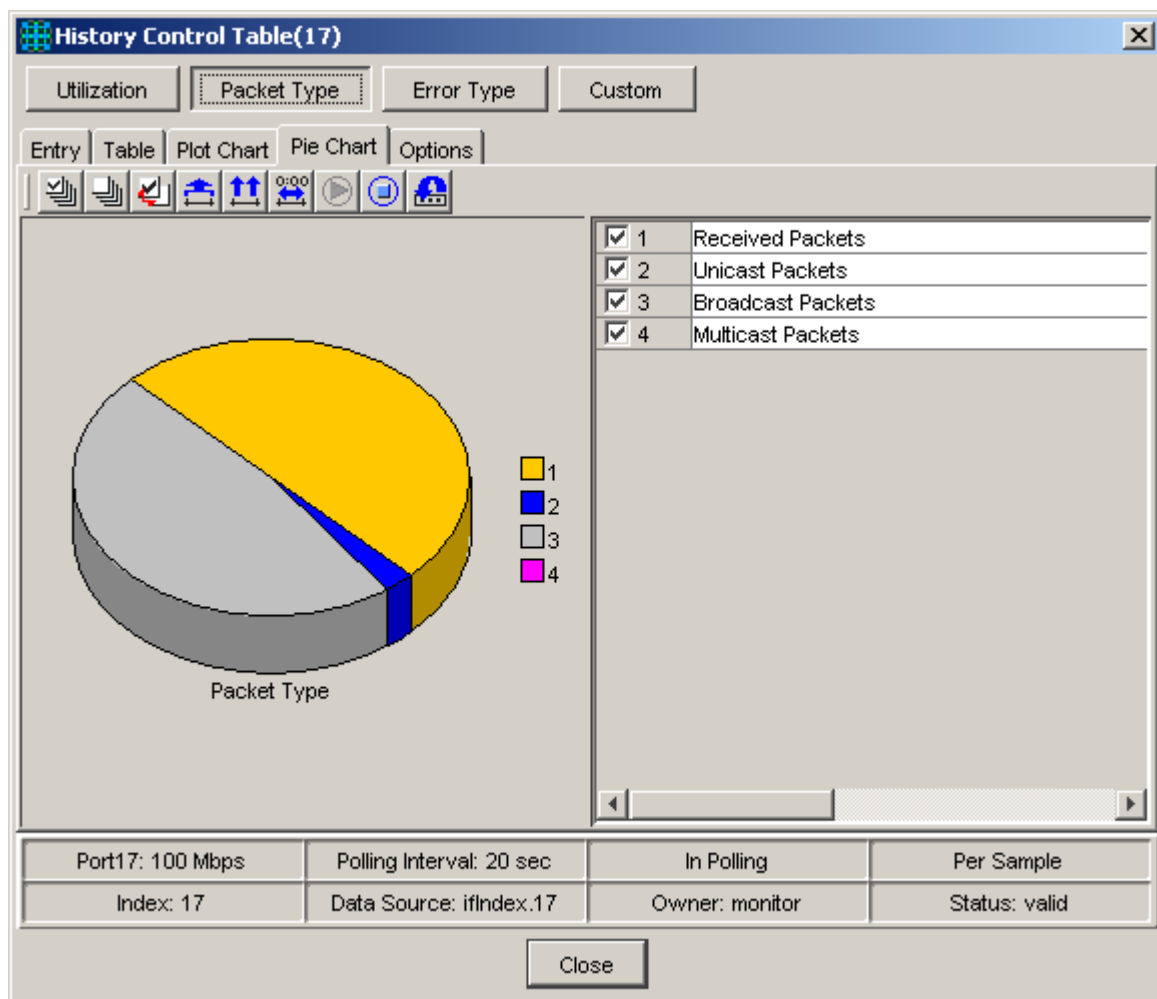 History Control Table(17)
Utilization Packet Type Error Type Custom
Entry Table Plot Chart Pie Chart Options
0:00
1 Received Packets
2 Unicast Packets
3 Broadcast Packets
4 Multicast Packets
1
2
3
4
Packet Type
Port17: 100 Mbps Polling Interval: 20 sec In Polling Per Sample
Index: 17 Data Source: ifIndex.17 Owner: monitor Status: valid
Close